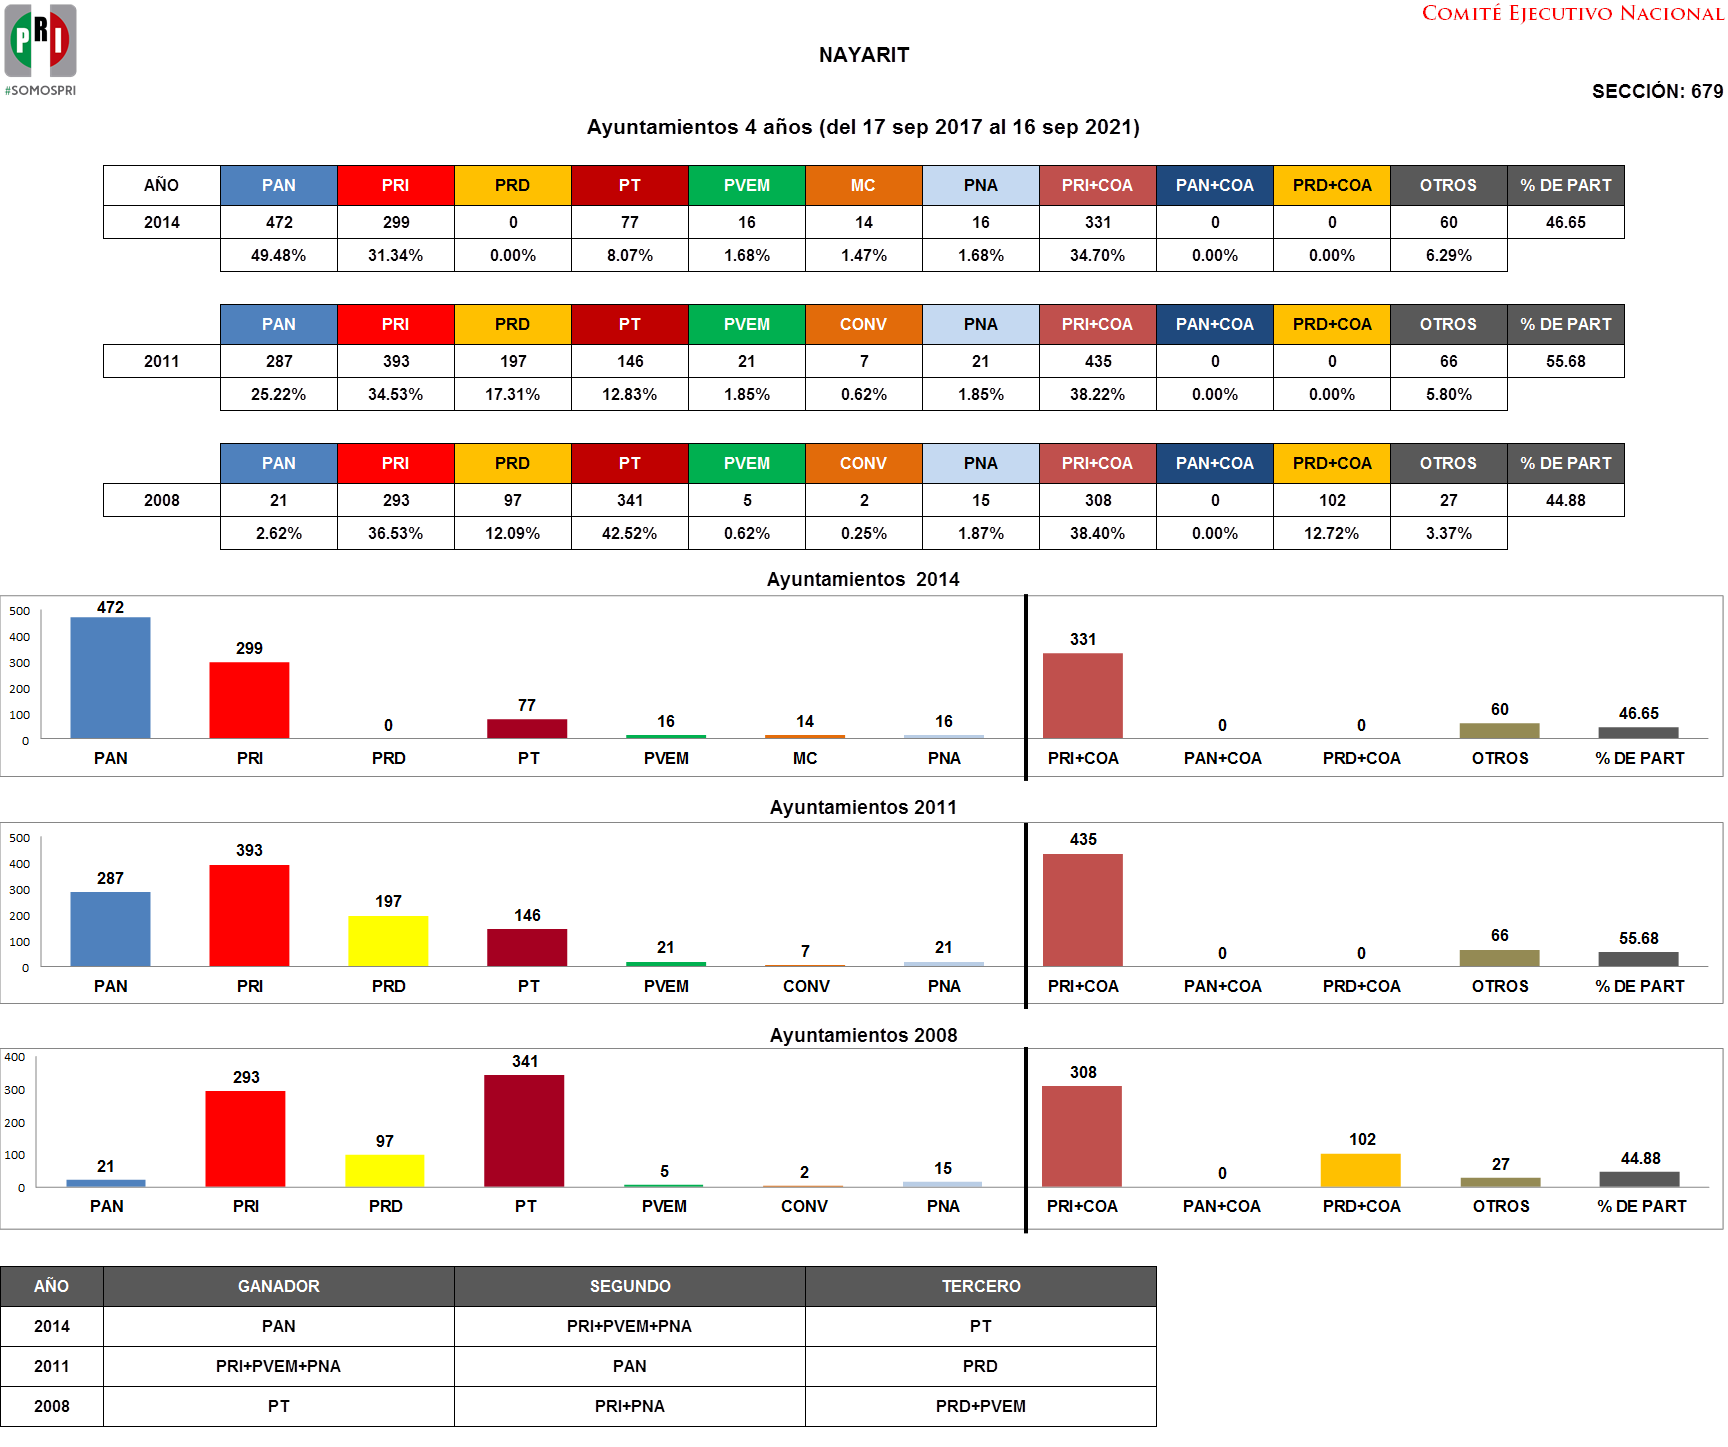 PRI
#SOMOSPRI
COMITÉ EJECUTIVO NACIONAL
NAYARIT
SECCIÓN: 679
Ayuntamientos 4 años (del 17 sep 2017 al 16 sep 2021)
AÑO PAN PRI PRD PT PVEM MC PNA PRI+COA PAN+COA PRD+COA OTROS % DE PART
2014 472 299 0 77 16 14 16 331 0 0 60 46.65
49.48% 31.34% 0.00% 8.07% 1.68% 1.47% 1.68% 34.70% 0.00% 0.00% 6.29%
PAN PRI PRD PT PVEM CONV PNA PRI+COA PAN+COA PRD+COA OTROS % DE PART
2011 287 393 197 146 21 7 21 435 0 0 66 55.68
25.22% 34.53% 17.31% 12.83% 1.85% 0.62% 1.85% 38.22% 0.00% 0.00% 5.80%
PAN PRI PRD PT PVEM CONV PNA PRI+COA PAN+COA PRD+COA OTROS % DE PART
2008 21 293 97 341 5 2 15 308 0 102 27 44.88
2.62% 36.53% 12.09% 42.52% 0.62% 0.25% 1.87% 38.40% 0.00% 12.72% 3.37%
Ayuntamientos 2014
500
400
300
200
100
0
472 299 0 77 16 14 16 331 0 0 60 46.65
PAN PRI PRD PT PVEM MC PNA PRI+COA PAN+COA PRD+COA OTROS % DE PART
Ayuntamientos 2011
500
400
300
200
100
0
287 393 197 146 21 7 21 435 0 0 66 55.68
PAN PRI PRD PT PVEM CONV PNA PRI+COA PAN+COA PRD+COA OTROS % DE PART
Ayuntamientos 2008
400
300
200
100
0
21 293 97 341 5 2 15 308 0 102 27 44.88
PAN PRI PRD PT PVEM CONV PNA PRI+COA PAN+COA PRD+COA OTROS % DE PART
AÑO GANADOR SEGUNDO TERCERO
2014 PAN PRI+PVEM+PNA PT
2011 PRI+PVEM+PNA PAN PRD
2008 PT PRI+PNA PRD+PVEM